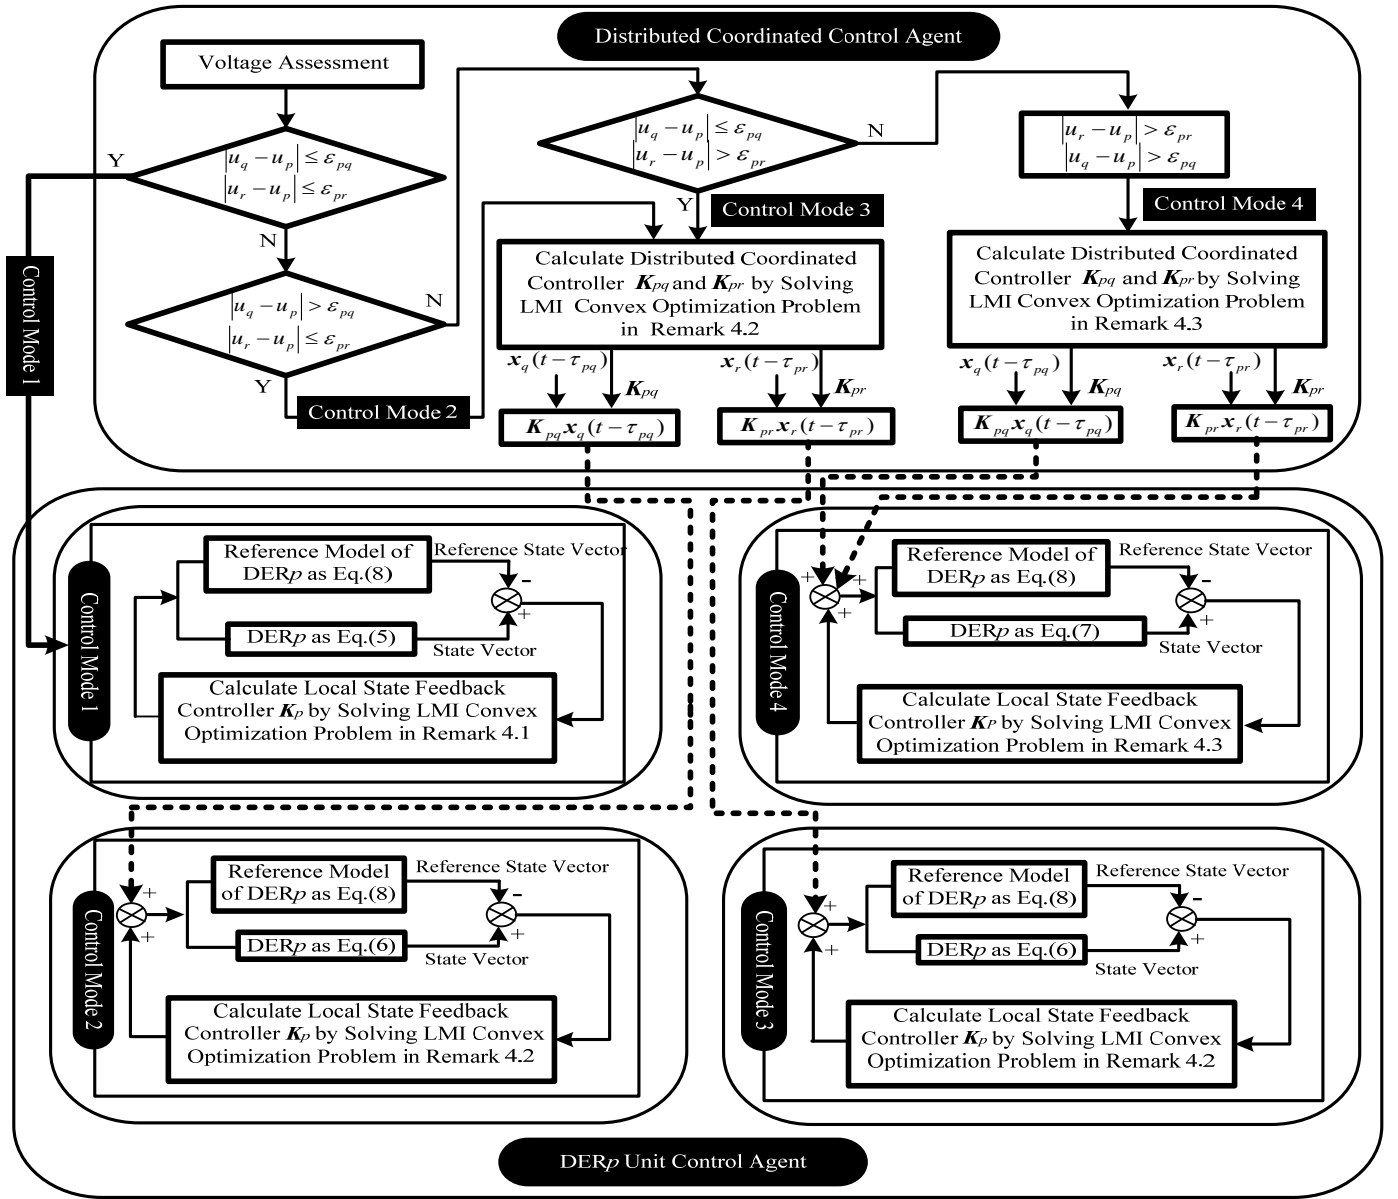 Distributed Coordinated Control Agent
Voltage Assessment
|u_q − u_p| ≤ ε_pq
|u_r − u_p| ≤ ε_pr
Y
N
|u_q − u_p| > ε_pq
|u_r − u_p| ≤ ε_pr
N
Y
Control Mode 1
Control Mode 2
|u_q − u_p| ≤ ε_pq
|u_r − u_p| > ε_pr
N
Y
Control Mode 3
|u_r − u_p| > ε_pr
|u_q − u_p| > ε_pq
Control Mode 4
Calculate Distributed Coordinated
Controller K_pq and K_pr by Solving
LMI Convex Optimization Problem
in Remark 4.2
x_q(t − τ_pq)
K_pq
x_r(t − τ_pr)
K_pr
K_pq x_q(t − τ_pq)
K_pr x_r(t − τ_pr)
Calculate Distributed Coordinated
Controller K_pq and K_pr by Solving
LMI Convex Optimization Problem
in Remark 4.3
x_q(t − τ_pq)
K_pq
x_r(t − τ_pr)
K_pr
K_pq x_q(t − τ_pq)
K_pr x_r(t − τ_pr)
Control Mode 1
Reference Model of
DERp as Eq.(8)
Reference State Vector
−
+
DERp as Eq.(5)
State Vector
Calculate Local State Feedback
Controller K_p by Solving LMI Convex
Optimization Problem in Remark 4.1
Control Mode 4
+
+
+
Reference Model of
DERp as Eq.(8)
Reference State Vector
−
+
DERp as Eq.(7)
State Vector
Calculate Local State Feedback
Controller K_P by Solving LMI Convex
Optimization Problem in Remark 4.3
Control Mode 2
+
+
Reference Model
of DERp as Eq.(8)
Reference State Vector
−
+
DERp as Eq.(6)
State Vector
Calculate Local State Feedback
Controller K_p by Solving LMI Convex
Optimization Problem in Remark 4.2
Control Mode 3
+
+
Reference Model
of DERp as Eq.(8)
Reference State Vector
−
+
DERp as Eq.(6)
State Vector
Calculate Local State Feedback
Controller K_p by Solving LMI Convex
Optimization Problem in Remark 4.2
DERp Unit Control Agent